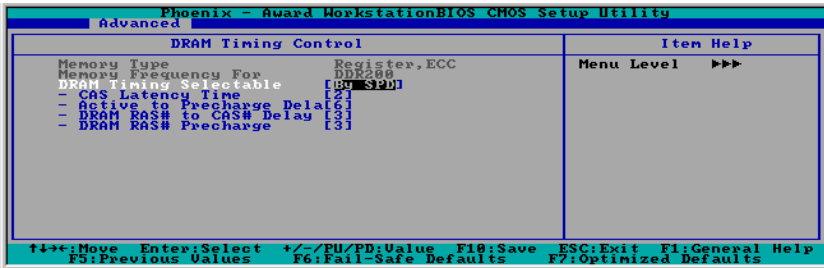 Phoenix - Award WorkstationBIOS CMOS Setup Utility
Advanced
DRAM Timing Control
Item Help
Memory Type Register,ECC
Memory Frequency For DDR200
DRAM Timing Selectable [By SPD]
- CAS Latency Time [2]
- Active to Precharge Dela[6]
- DRAM RAS# to CAS# Delay [3]
- DRAM RAS# Precharge [3]
Menu Level ►►►
↑↓→←:Move Enter:Select +/-/PU/PD:Value F10:Save ESC:Exit F1:General Help
F5:Previous Values F6:Fail-Safe Defaults F7:Optimized Defaults